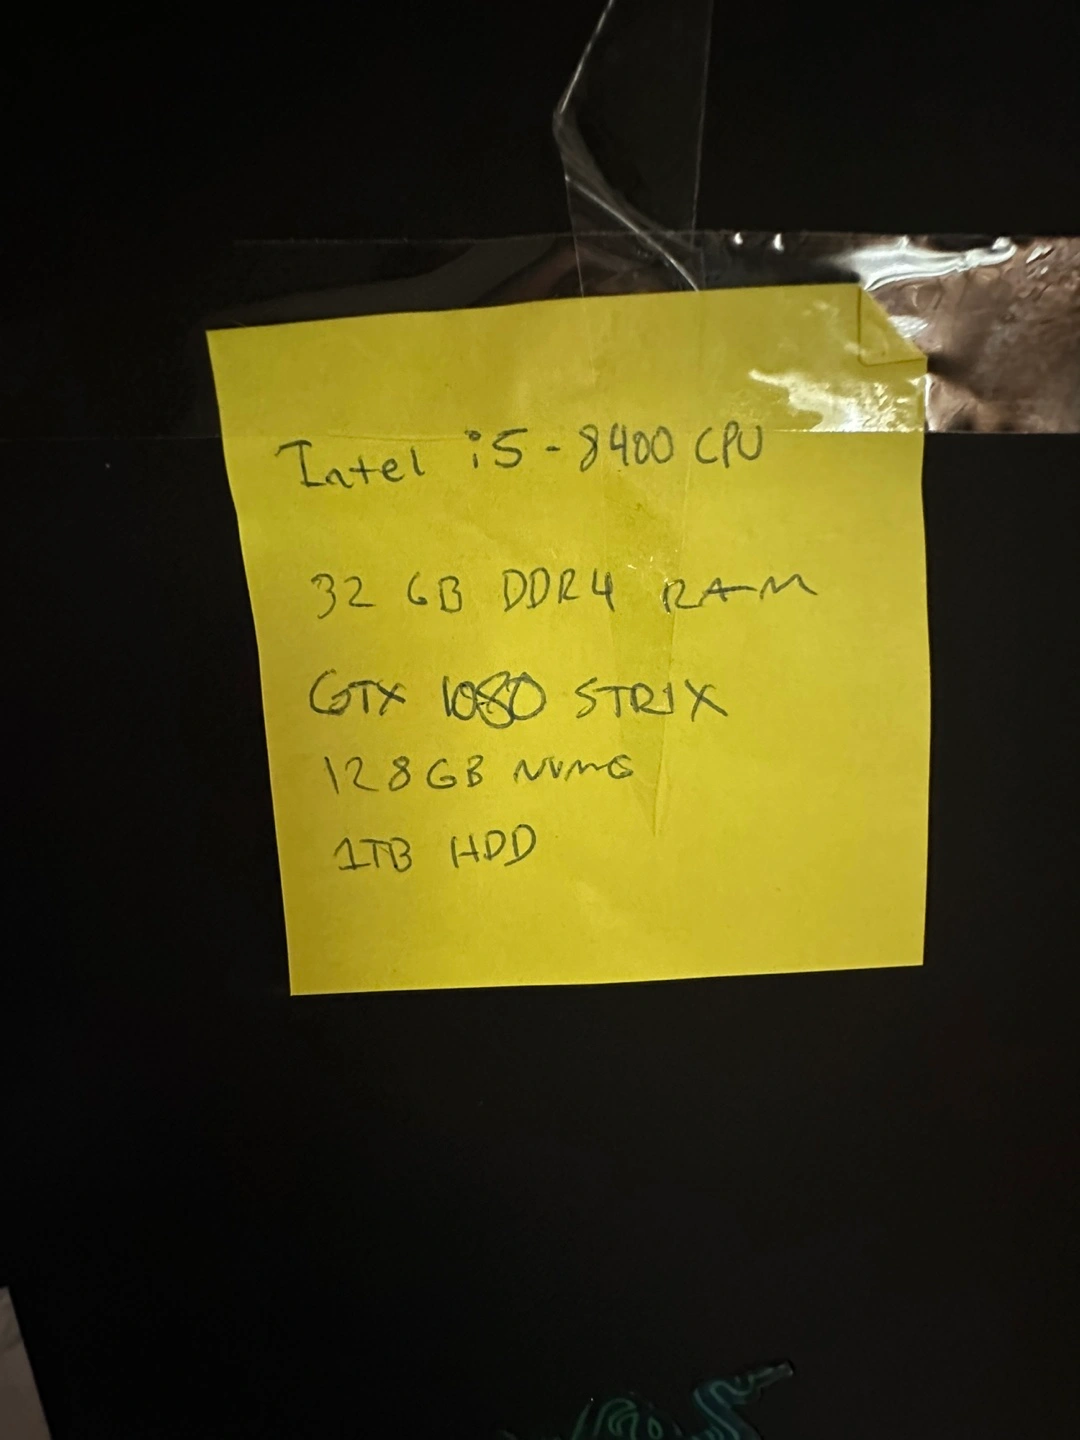 Intel i5-8400 CPU
32 GB DDR4 RAM
GTX 1080 STRIX
128GB NVME
1TB HDD